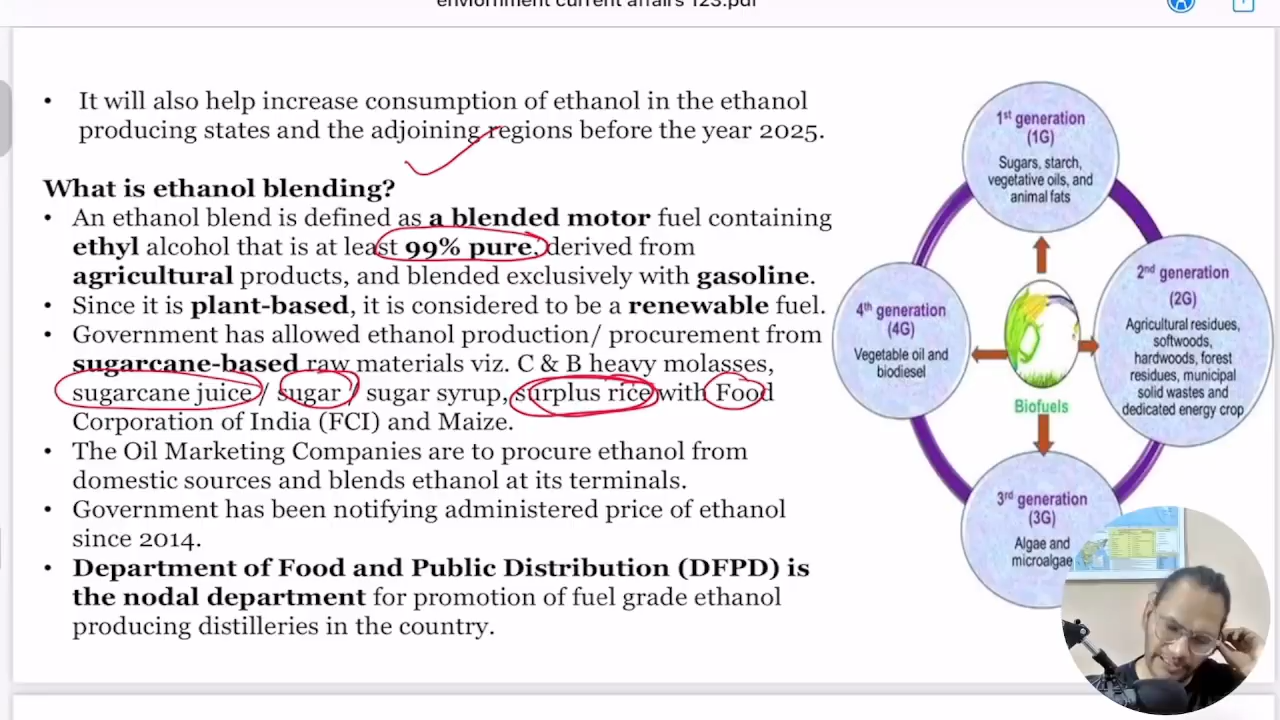 enviornment current affairs 123.pdf
• It will also help increase consumption of ethanol in the ethanol
producing states and the adjoining regions before the year 2025.
What is ethanol blending?
• An ethanol blend is defined as a blended motor fuel containing
ethyl alcohol that is at least 99% pure, derived from
agricultural products, and blended exclusively with gasoline.
• Since it is plant-based, it is considered to be a renewable fuel.
• Government has allowed ethanol production/ procurement from
sugarcane-based raw materials viz. C & B heavy molasses,
sugarcane juice / sugar / sugar syrup, surplus rice with Food
Corporation of India (FCI) and Maize.
• The Oil Marketing Companies are to procure ethanol from
domestic sources and blends ethanol at its terminals.
• Government has been notifying administered price of ethanol
since 2014.
• Department of Food and Public Distribution (DFPD) is
the nodal department for promotion of fuel grade ethanol
producing distilleries in the country.
1st generation
(1G)
Sugars, starch,
vegetative oils, and
animal fats
2nd generation
(2G)
Agricultural residues,
softwoods,
hardwoods, forest
residues, municipal
solid wastes and
dedicated energy crop
4th generation
(4G)
Vegetable oil and
biodiesel
Biofuels
3rd generation
(3G)
Algae and
microalgae